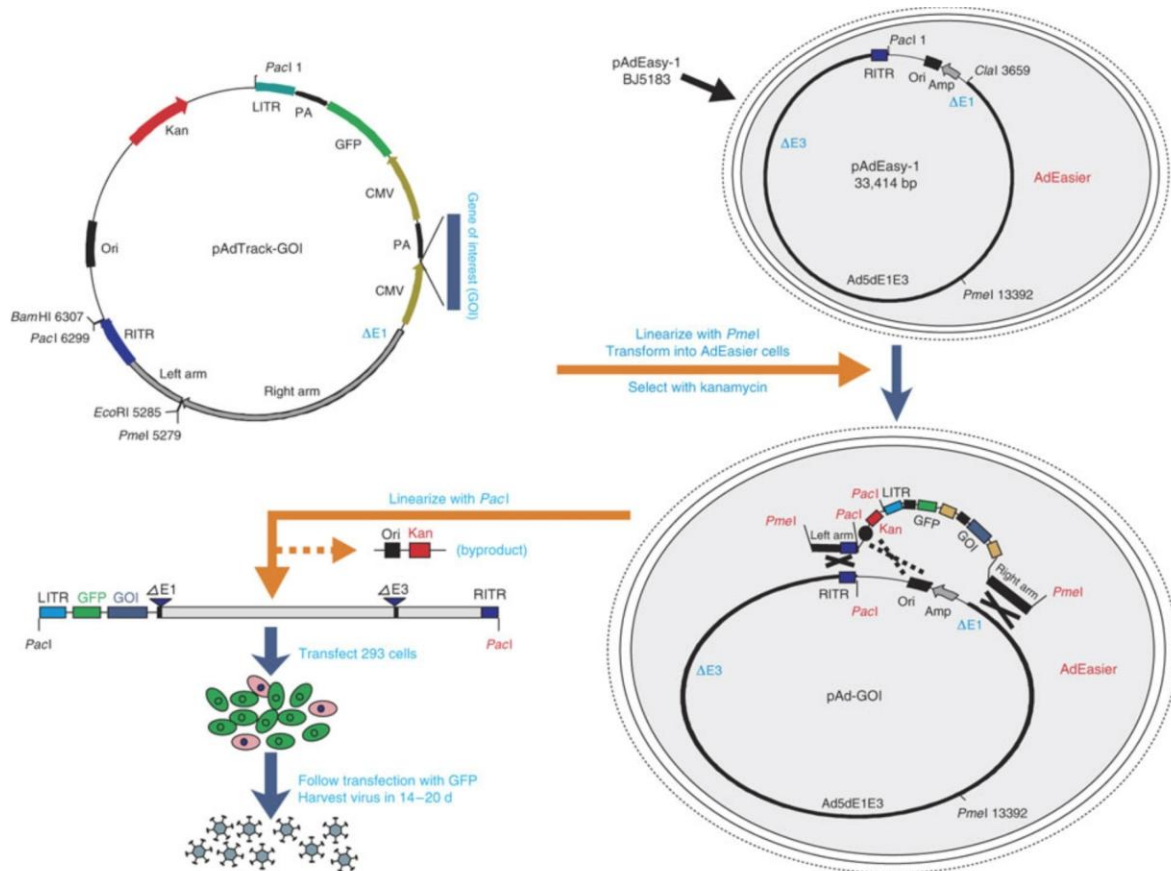 PacI 1
LITR
PA
GFP
CMV
PA
CMV
Gene of interest (GOI)
ΔE1
Right arm
Left arm
EcoRI 5285
PmeI 5279
RITR
BamHI 6307
PacI 6299
Ori
Kan
pAdTrack-GOI
pAdEasy-1
BJ5183
PacI 1
RITR
Ori
Amp
ClaI 3659
ΔE1
ΔE3
pAdEasy-1
33,414 bp
AdEasier
Ad5dE1E3
PmeI 13392
Linearize with PmeI
Transform into AdEasier cells
Select with kanamycin
PmeI
Left arm
PacI
PacI
LITR
Kan
GFP
GOI
Right arm
PmeI
RITR
PacI
Ori
Amp
ΔE1
ΔE3
AdEasier
pAd-GOI
Ad5dE1E3
PmeI 13392
Linearize with PacI
Ori Kan
(byproduct)
LITR GFP GOI ΔE1 ΔE3 RITR
PacI PacI
Transfect 293 cells
Follow transfection with GFP
Harvest virus in 14–20 d